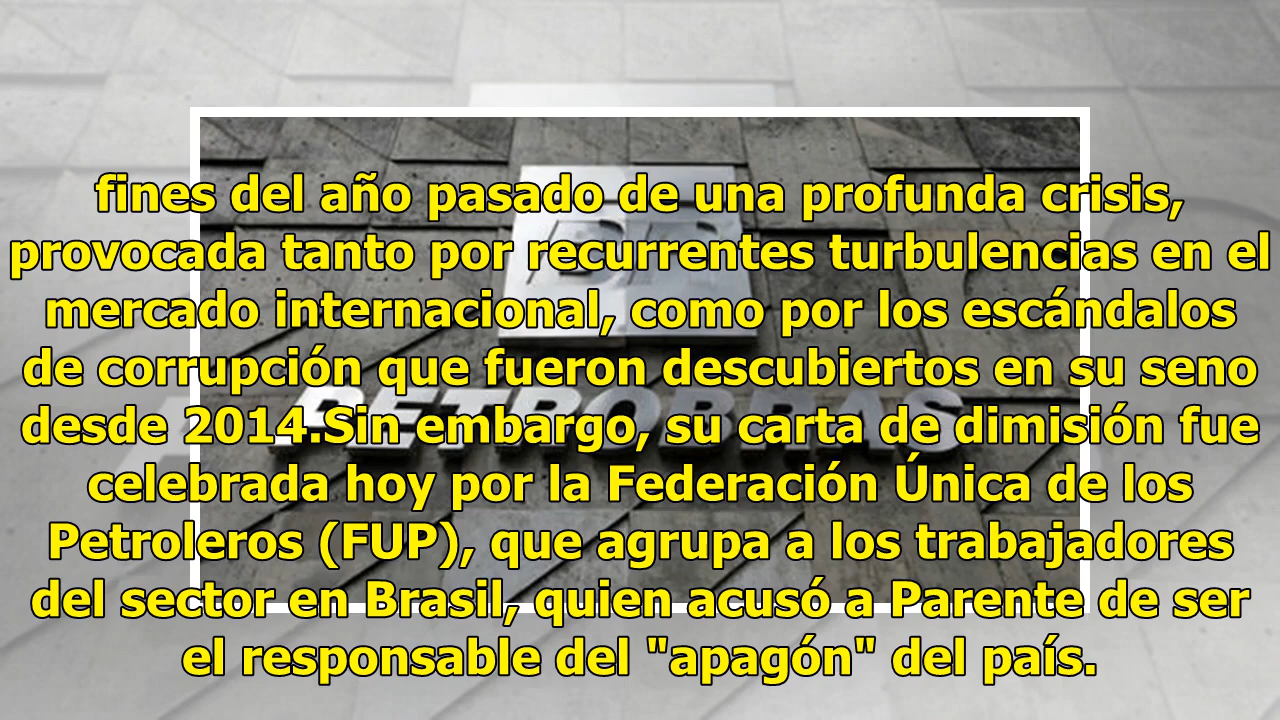 fines del año pasado de una profunda crisis,
provocada tanto por recurrentes turbulencias en el
mercado internacional, como por los escándalos
de corrupción que fueron descubiertos en su seno
desde 2014.Sin embargo, su carta de dimisión fue
celebrada hoy por la Federación Única de los
Petroleros (FUP), que agrupa a los trabajadores
del sector en Brasil, quien acusó a Parente de ser
el responsable del "apagón" del país.
BR
PETROBRAS